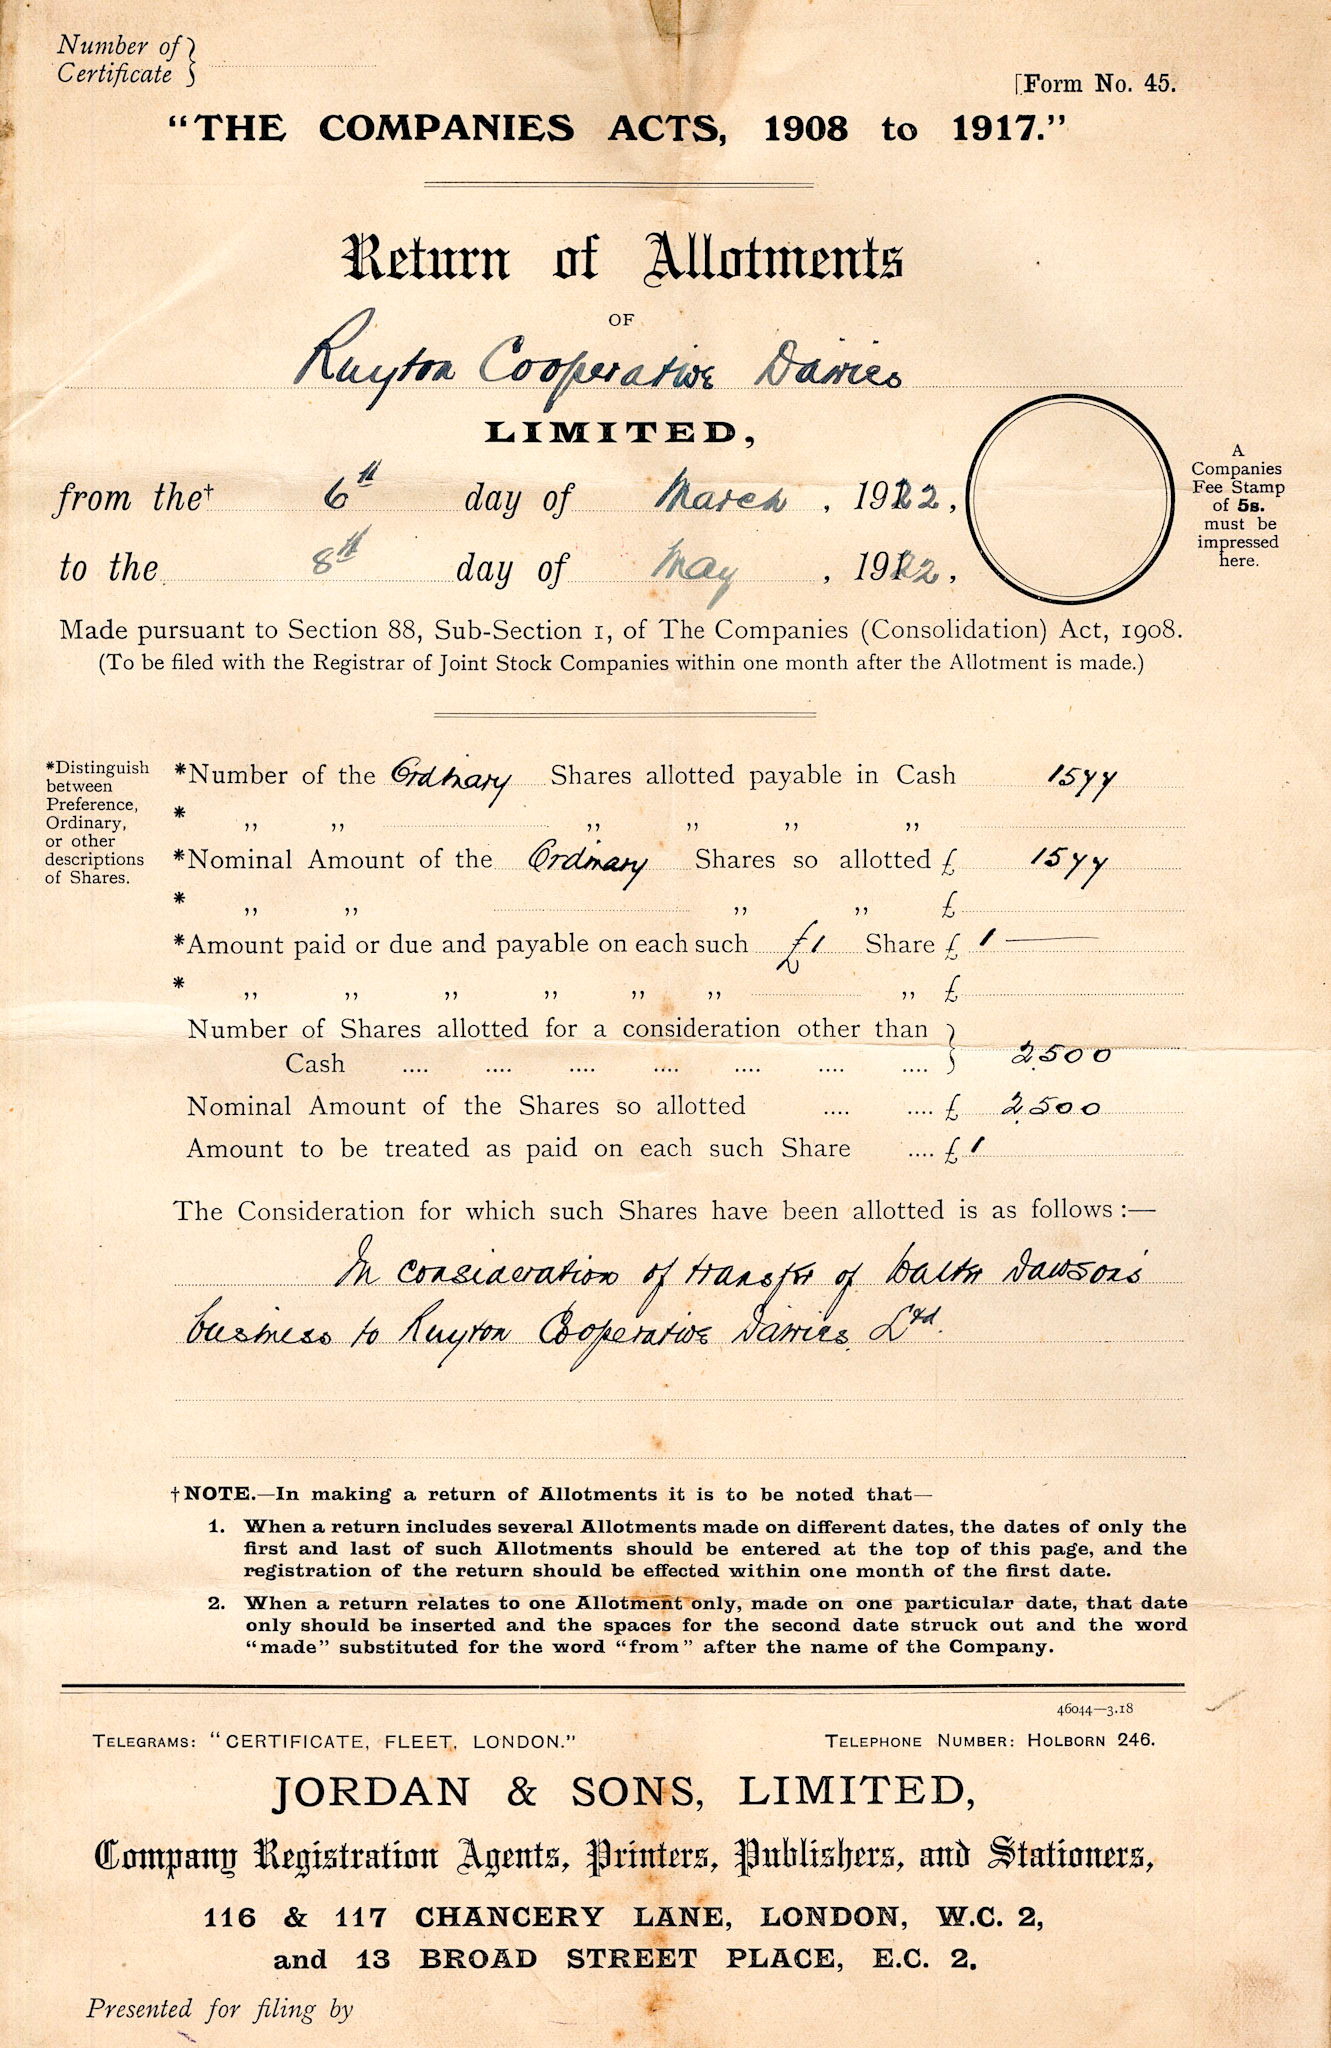 Number of }
Certificate }
[Form No. 45.
"THE COMPANIES ACTS, 1908 to 1917."
Return of Allotments
OF
Ruyton Cooperative Dairies
LIMITED,
from the† 6th day of March, 1922,
to the 8th day of May, 1922,
A
Companies
Fee Stamp
of 5s.
must be
impressed
here.
Made pursuant to Section 88, Sub-Section 1, of The Companies (Consolidation) Act, 1908.
(To be filed with the Registrar of Joint Stock Companies within one month after the Allotment is made.)
*Distinguish
between
Preference,
Ordinary,
or other
descriptions
of Shares.
*Number of the Ordinary Shares allotted payable in Cash 1577
* ,, ,, ,, ,, ,, ,,
*Nominal Amount of the Ordinary Shares so allotted £ 1577
* ,, ,, ,, ,, £
*Amount paid or due and payable on each such £1 Share £ 1 —
* ,, ,, ,, ,, ,, ,, ,, £
Number of Shares allotted for a consideration other than }
Cash .... .... .... .... .... .... .... } 2500
Nominal Amount of the Shares so allotted .... .... £ 2500
Amount to be treated as paid on each such Share .... £ 1
The Consideration for which such Shares have been allotted is as follows:—
In consideration of transfer of Walter Dawson's
business to Ruyton Cooperative Dairies Ltd.
†NOTE.—In making a return of Allotments it is to be noted that—
1. When a return includes several Allotments made on different dates, the dates of only the
first and last of such Allotments should be entered at the top of this page, and the
registration of the return should be effected within one month of the first date.
2. When a return relates to one Allotment only, made on one particular date, that date
only should be inserted and the spaces for the second date struck out and the word
"made" substituted for the word "from" after the name of the Company.
46044—3.18
TELEGRAMS: "CERTIFICATE, FLEET, LONDON."
TELEPHONE NUMBER: HOLBORN 246.
JORDAN & SONS, LIMITED,
Company Registration Agents, Printers, Publishers, and Stationers,
116 & 117 CHANCERY LANE, LONDON, W.C. 2,
and 13 BROAD STREET PLACE, E.C. 2.
Presented for filing by